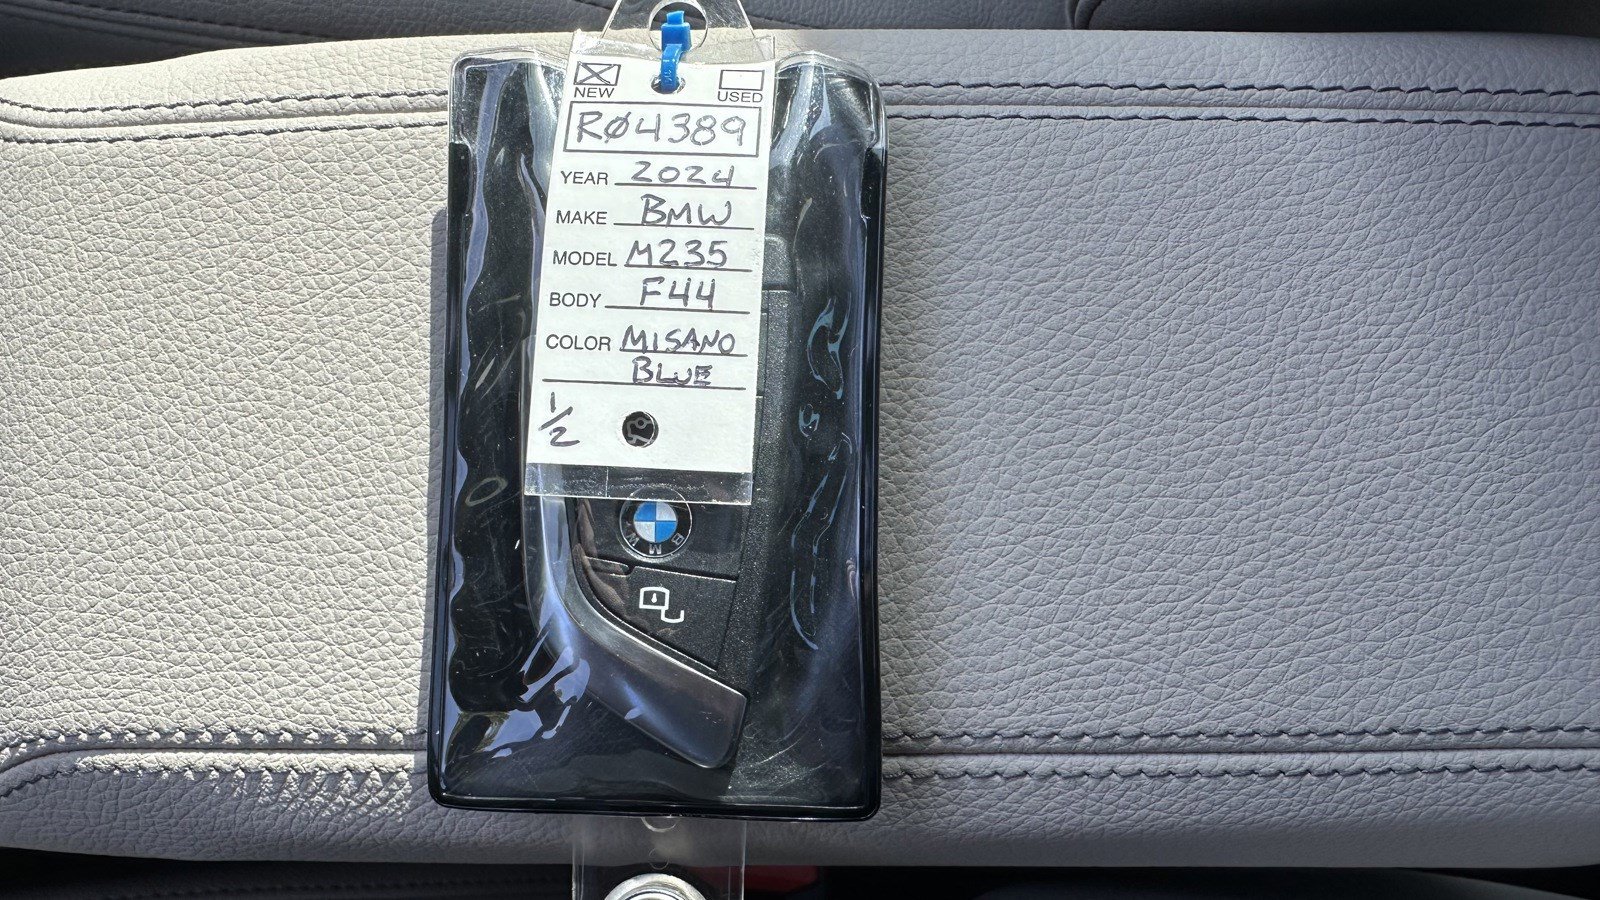 NEW USED
RØ4389
YEAR 2024
MAKE BMW
MODEL M235
BODY F44
COLOR MISANO
BLUE
1/2
BMW